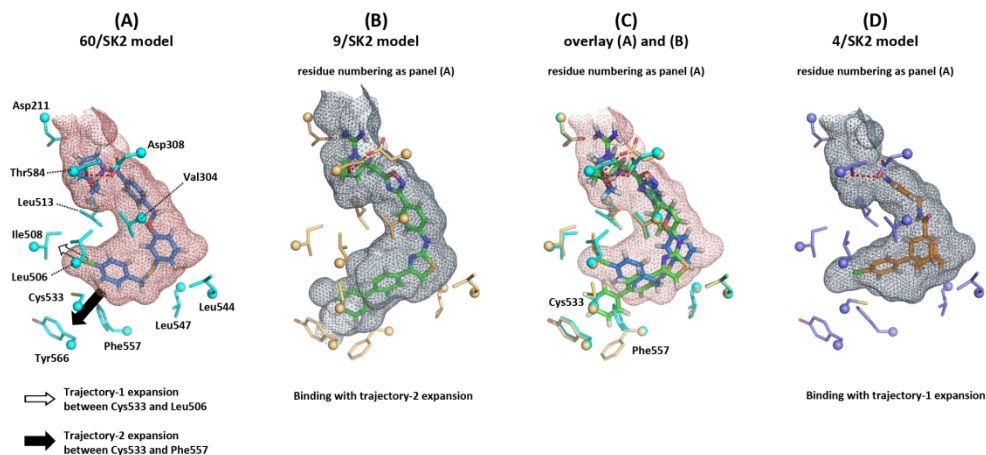 (A)
60/SK2 model
(B)
9/SK2 model
residue numbering as panel (A)
(C)
overlay (A) and (B)
residue numbering as panel (A)
(D)
4/SK2 model
residue numbering as panel (A)
Asp211
Asp308
Thr584
Val304
Leu513
Ile508
Leu506
Cys533
Leu544
Leu547
Phe557
Tyr566
Cys533
Phe557
Trajectory-1 expansion
between Cys533 and Leu506
Trajectory-2 expansion
between Cys533 and Phe557
Binding with trajectory-2 expansion
Binding with trajectory-1 expansion